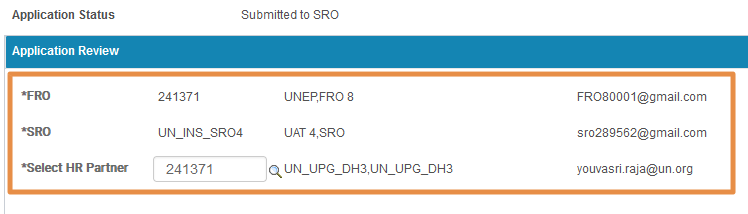 Application Status Submitted to SRO
Application Review
*FRO 241371 UNEP,FRO 8 FRO80001@gmail.com
*SRO UN_INS_SRO4 UAT 4,SRO sro289562@gmail.com
*Select HR Partner 241371 UN_UPG_DH3,UN_UPG_DH3 youvasri.raja@un.org